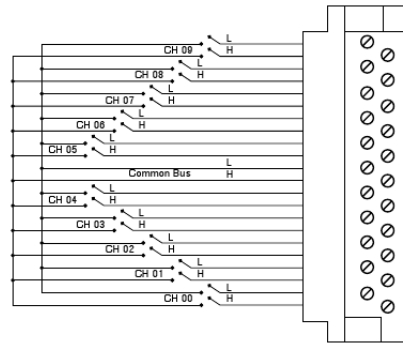 L
CH 09 H
L
CH 08 H
L
CH 07 H
L
CH 06 H
L
CH 05 H
L
Common Bus H
L
CH 04 H
L
CH 03 H
L
CH 02 H
L
CH 01 H
L
CH 00 H